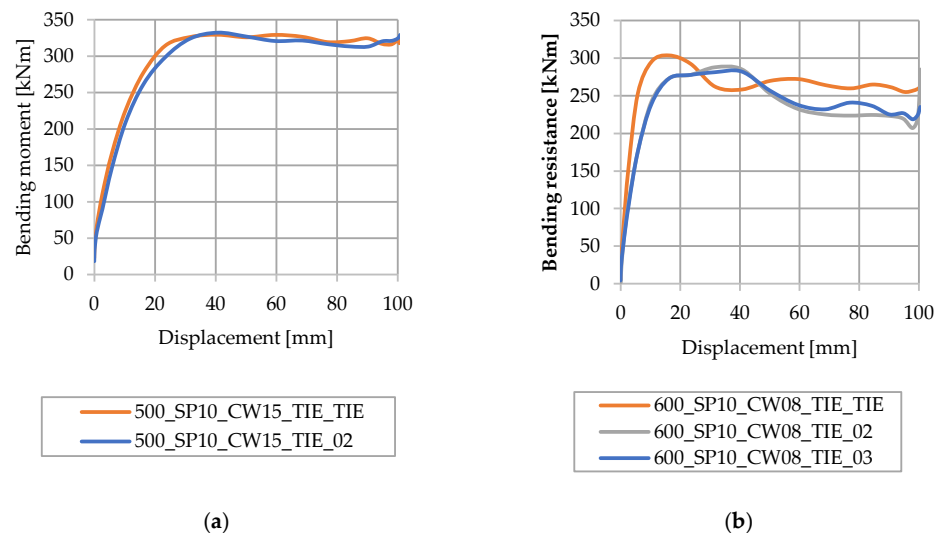 Bending moment [kNm]
350
300
250
200
150
100
50
0
0 20 40 60 80 100
Displacement [mm]
500_SP10_CW15_TIE_TIE
500_SP10_CW15_TIE_02
(a)
Bending resistance [kNm]
350
300
250
200
150
100
50
0
0 20 40 60 80 100
Displacement [mm]
600_SP10_CW08_TIE_TIE
600_SP10_CW08_TIE_02
600_SP10_CW08_TIE_03
(b)